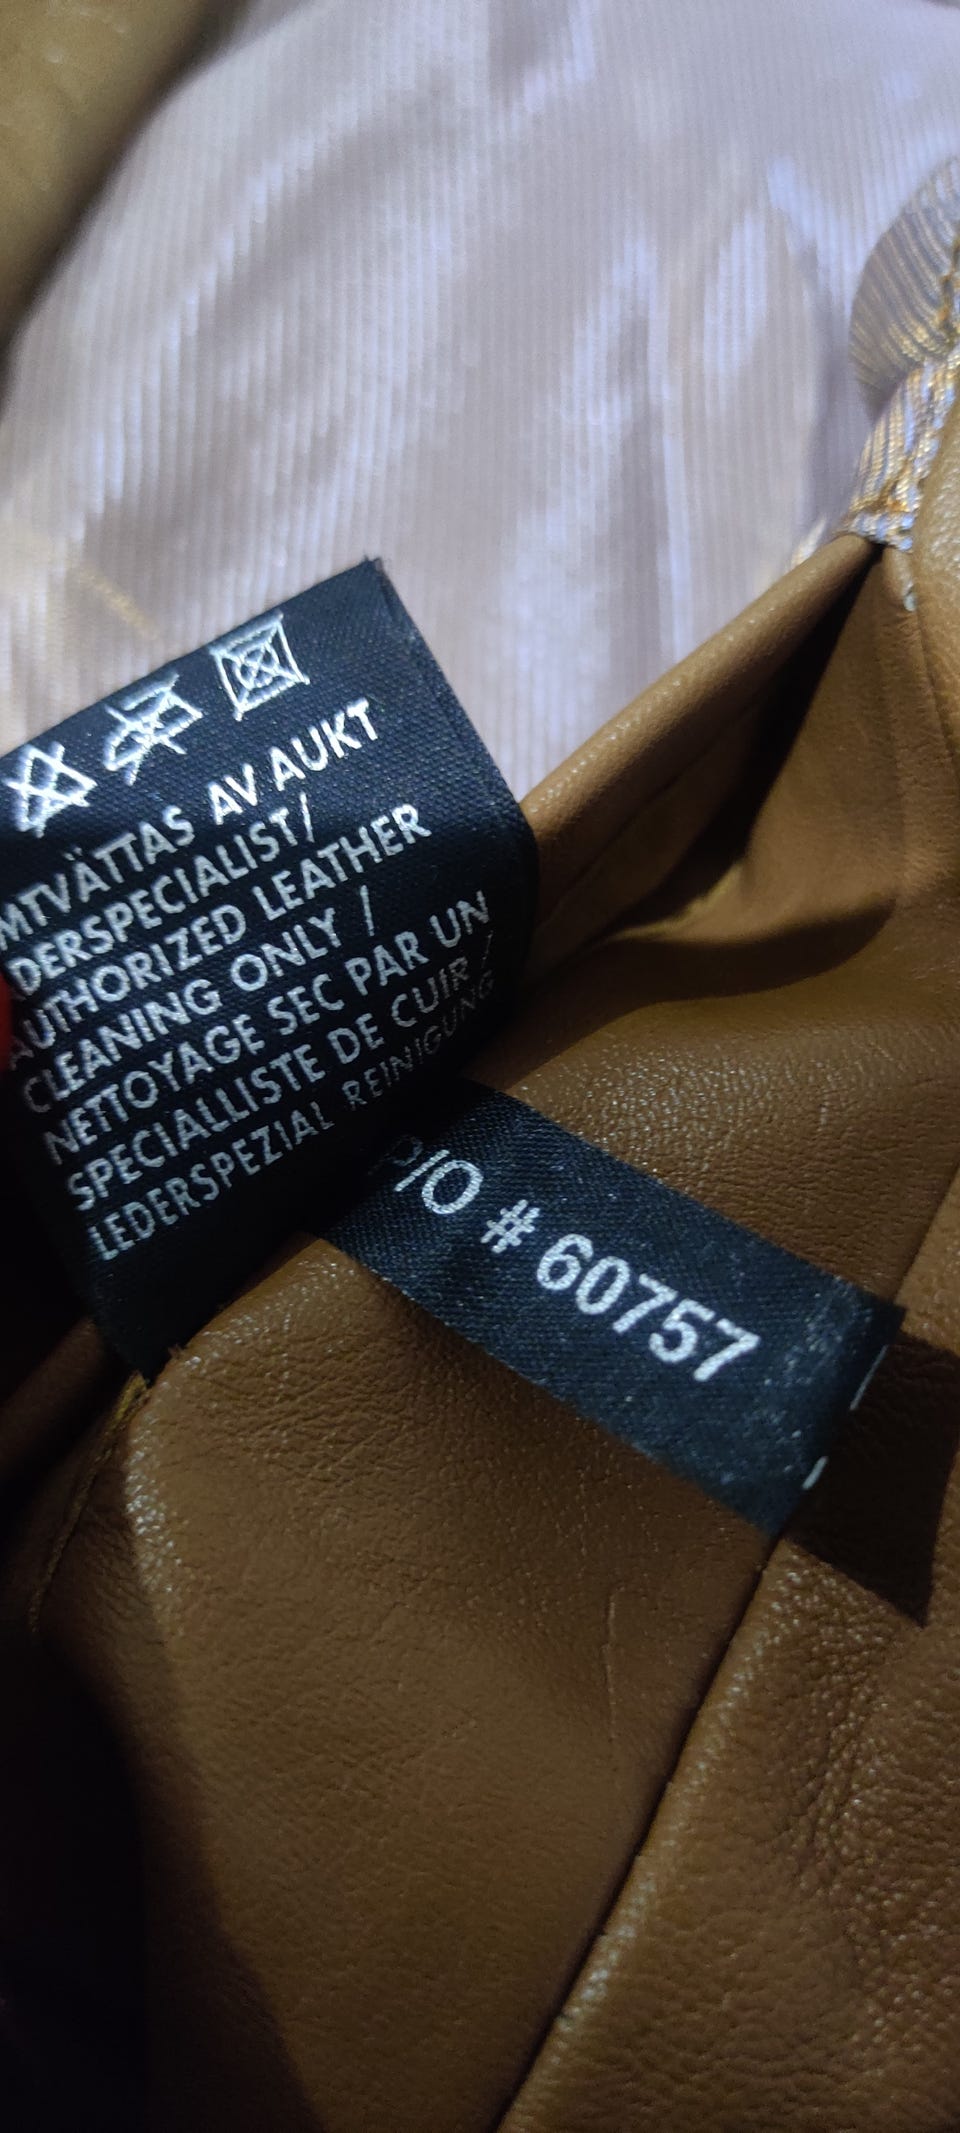 MTVÄTTAS AV AUKT
DERSPECIALIST/
AUTHORIZED LEATHER
CLEANING ONLY /
NETTOYAGE SEC PAR UN
SPECIALLISTE DE CUIR /
LEDERSPEZIAL REINIGUNG
P/O # 60757